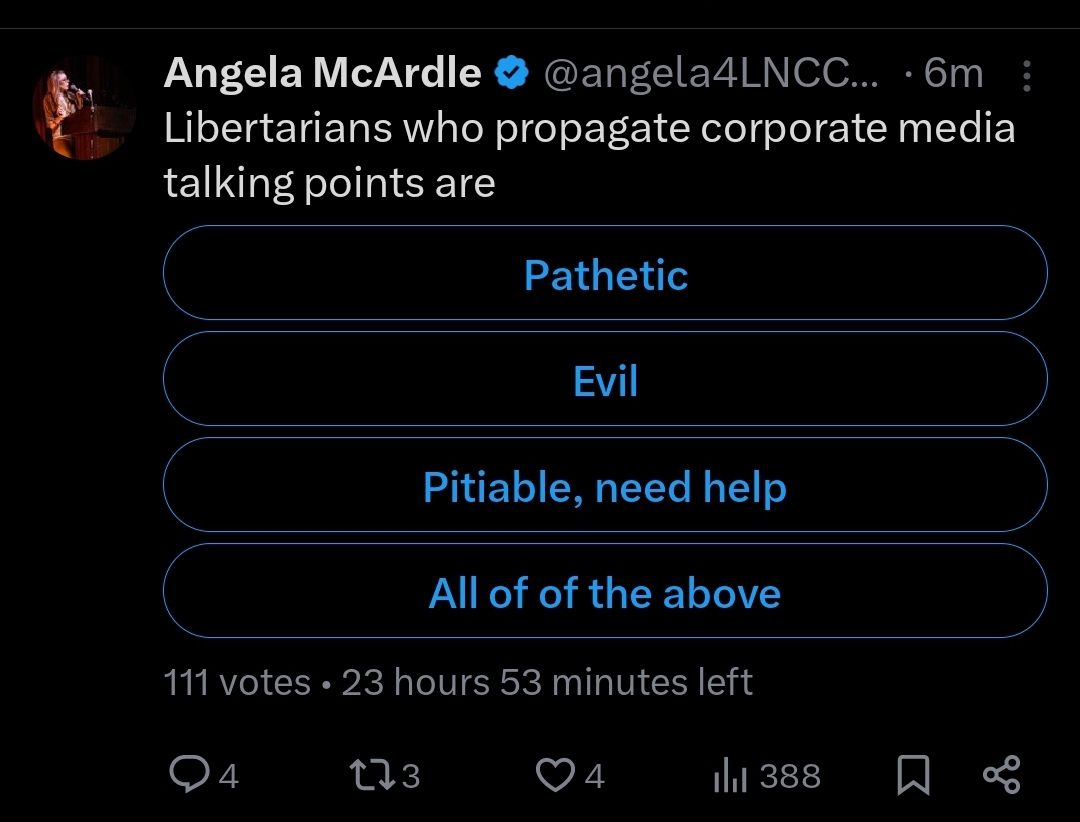 Angela McArdle @angela4LNCC... · 6m
Libertarians who propagate corporate media
talking points are
Pathetic
Evil
Pitiable, need help
All of of the above
111 votes • 23 hours 53 minutes left
4 3 4 388